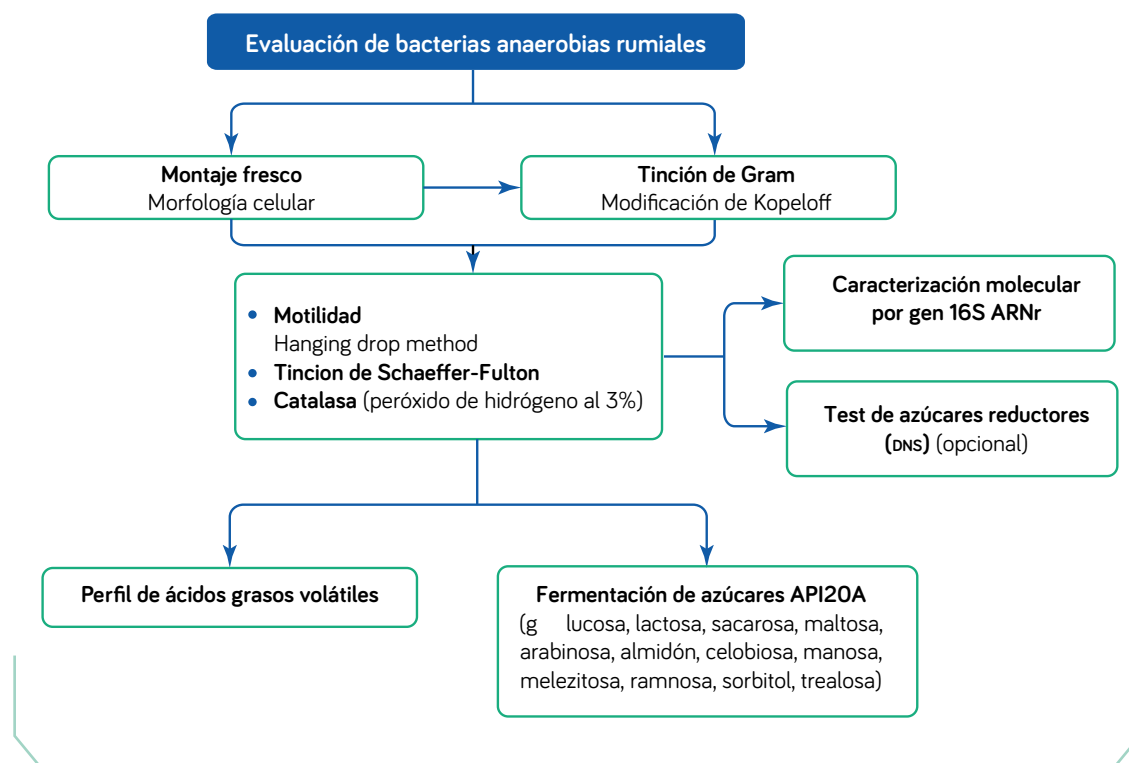 Evaluación de bacterias anaerobias rumiales
Montaje fresco
Morfología celular
Tinción de Gram
Modificación de Kopeloff
• Motilidad
Hanging drop method
• Tincion de Schaeffer-Fulton
• Catalasa (peróxido de hidrógeno al 3%)
Caracterización molecular
por gen 16S ARNr
Test de azúcares reductores
(DNS) (opcional)
Perfil de ácidos grasos volátiles
Fermentación de azúcares API20A
(g lucosa, lactosa, sacarosa, maltosa,
arabinosa, almidón, celobiosa, manosa,
melezitosa, ramnosa, sorbitol, trealosa)